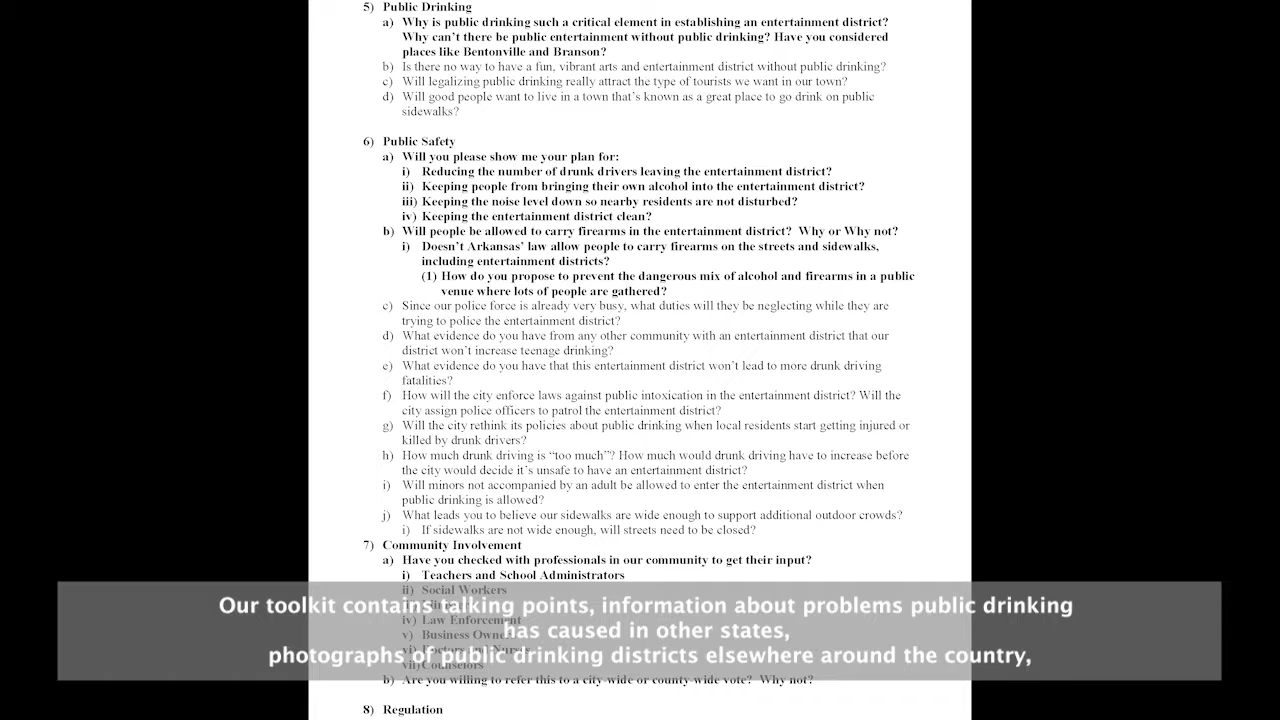 5) Public Drinking
a) Why is public drinking such a critical element in establishing an entertainment district?
Why can't there be public entertainment without public drinking? Have you considered
places like Bentonville and Branson?
b) Is there no way to have a fun, vibrant arts and entertainment district without public drinking?
c) Will legalizing public drinking really attract the type of tourists we want in our town?
d) Will good people want to live in a town that's known as a great place to go drink on public
sidewalks?
6) Public Safety
a) Will you please show me your plan for:
i) Reducing the number of drunk drivers leaving the entertainment district?
ii) Keeping people from bringing their own alcohol into the entertainment district?
iii) Keeping the noise level down so nearby residents are not disturbed?
iv) Keeping the entertainment district clean?
b) Will people be allowed to carry firearms in the entertainment district? Why or Why not?
i) Doesn't Arkansas' law allow people to carry firearms on the streets and sidewalks,
including entertainment districts?
(1) How do you propose to prevent the dangerous mix of alcohol and firearms in a public
venue where lots of people are gathered?
c) Since our police force is already very busy, what duties will they be neglecting while they are
trying to police the entertainment district?
d) What evidence do you have from any other community with an entertainment district that our
district won't increase teenage drinking?
e) What evidence do you have that this entertainment district won't lead to more drunk driving
fatalities?
f) How will the city enforce laws against public intoxication in the entertainment district? Will the
city assign police officers to patrol the entertainment district?
g) Will the city rethink its policies about public drinking when local residents start getting injured or
killed by drunk drivers?
h) How much drunk driving is "too much"? How much would drunk driving have to increase before
the city would decide it's unsafe to have an entertainment district?
i) Will minors not accompanied by an adult be allowed to enter the entertainment district when
public drinking is allowed?
j) What leads you to believe our sidewalks are wide enough to support additional outdoor crowds?
i) If sidewalks are not wide enough, will streets need to be closed?
7) Community Involvement
a) Have you checked with professionals in our community to get their input?
i) Teachers and School Administrators
ii) Social Workers
Our toolkit contains talking points, information about problems public drinking
iv) Law Enforcement
has caused in other states,
v) Business
photographs of public drinking districts elsewhere around the country,
vii) Counselors
b) Are you willing to refer this to a city-wide or county-wide vote? Why not?
8) Regulation